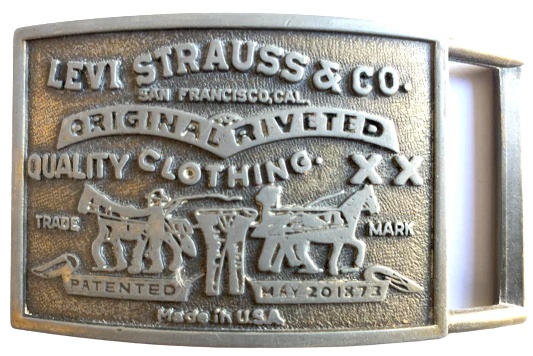 LEVI STRAUSS & CO.
SAN FRANCISCO, CAL.
ORIGINAL RIVETED
QUALITY CLOTHING. XX
TRADE MARK
PATENTED MAY 20 1873
Made in U.S.A